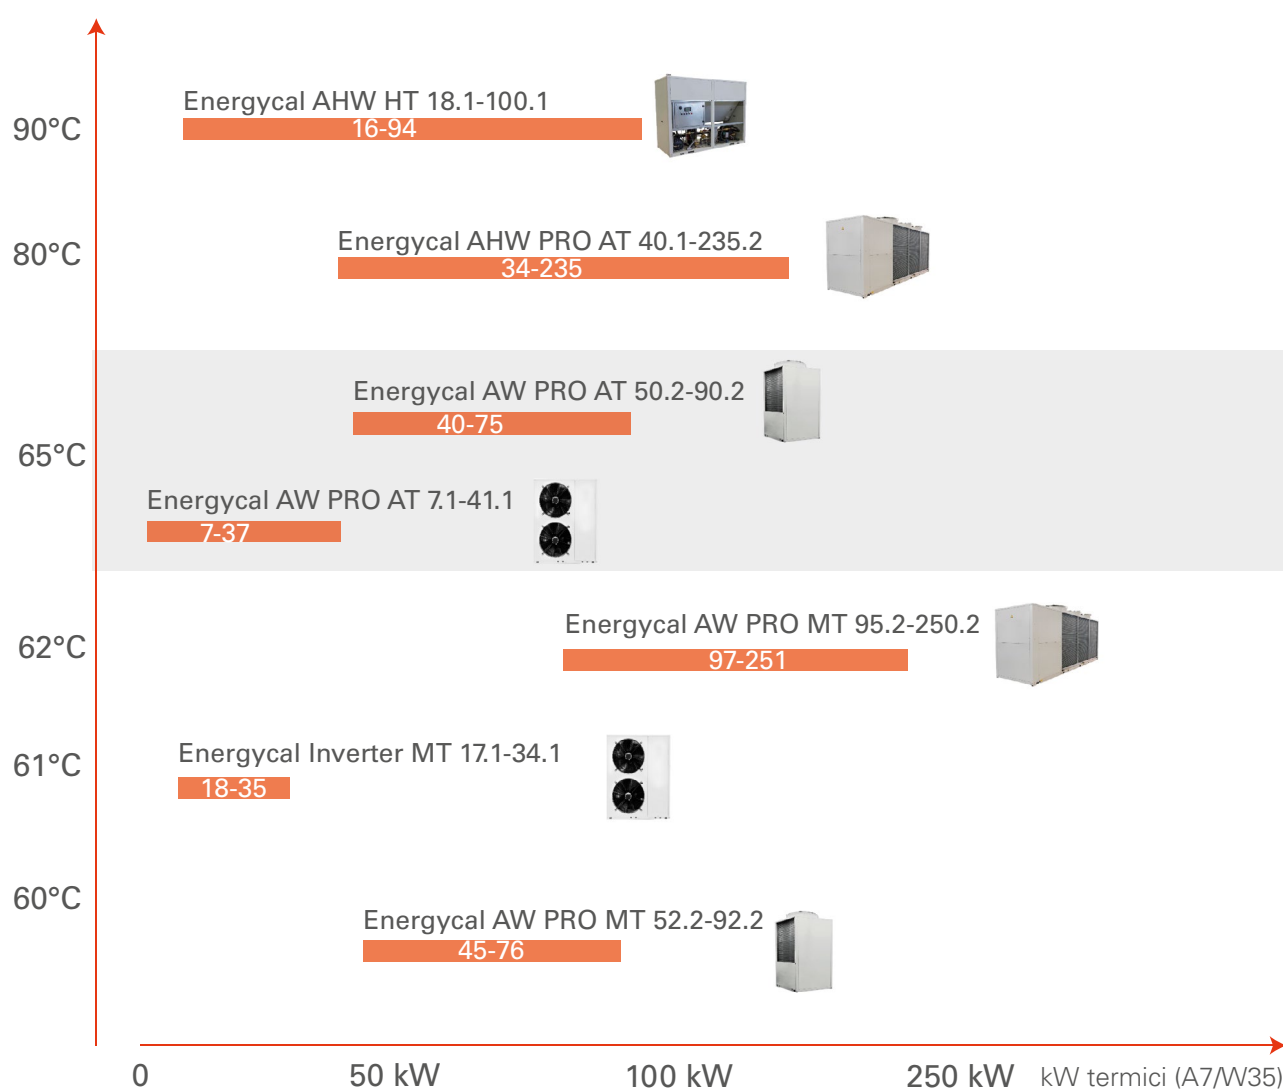 Energycal AHW HT 18.1-100.1
90°C
16-94
Energycal AHW PRO AT 40.1-235.2
80°C
34-235
Energycal AW PRO AT 50.2-90.2
40-75
65°C
Energycal AW PRO AT 7.1-41.1
7-37
Energycal AW PRO MT 95.2-250.2
62°C
97-251
Energycal Inverter MT 17.1-34.1
61°C
18-35
60°C
Energycal AW PRO MT 52.2-92.2
45-76
0 50 kW 100 kW 250 kW kW termici (A7/W35)